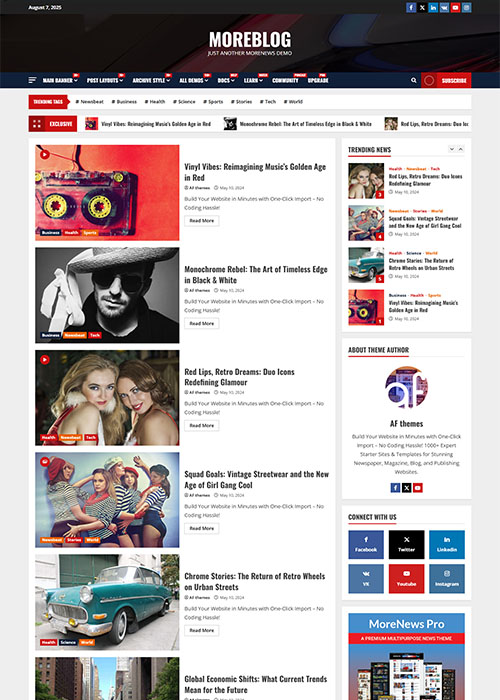 August 7, 2025
MOREBLOG
JUST ANOTHER MORENEWS DEMO
MAIN BANNER
POST LAYOUTS
ARCHIVE STYLE
ALL DEMOS
DOCS
LEARN
COMMUNITY
UPGRADE
SUBSCRIBE
TRENDING TAGS # Newsbeat # Business # Health # Science # Sports # Stories # Tech # World
EXCLUSIVE
Vinyl Vibes: Reimagining Music's Golden Age in Red
Monochrome Rebel: The Art of Timeless Edge in Black & White
Red Lips, Retro Dreams: Duo Icons
Business Health Sports
Vinyl Vibes: Reimagining Music's Golden Age
in Red
AF themes May 10, 2024
Build Your Website in Minutes with One-Click Import – No
Coding Hassle!
Read More
Business Newsbeat Tech
Monochrome Rebel: The Art of Timeless Edge
in Black & White
AF themes May 10, 2024
Build Your Website in Minutes with One-Click Import – No
Coding Hassle!
Read More
Health Newsbeat Tech
Red Lips, Retro Dreams: Duo Icons
Redefining Glamour
AF themes May 10, 2024
Build Your Website in Minutes with One-Click Import – No
Coding Hassle!
Read More
Newsbeat Stories World
Squad Goals: Vintage Streetwear and the New
Age of Girl Gang Cool
AF themes May 10, 2024
Build Your Website in Minutes with One-Click Import – No
Coding Hassle!
Read More
Health Science World
Chrome Stories: The Return of Retro Wheels
on Urban Streets
AF themes May 10, 2024
Build Your Website in Minutes with One-Click Import – No
Coding Hassle!
Read More
Global Economic Shifts: What Current Trends
Mean for the Future
TRENDING NEWS
Health Newsbeat Tech
Red Lips, Retro Dreams: Duo Icons
Redefining Glamour
May 10, 2024
3
Newsbeat Stories World
Squad Goals: Vintage Streetwear
and the New Age of Girl Gang Cool
May 10, 2024
4
Health Science World
Chrome Stories: The Return of
Retro Wheels on Urban Streets
May 10, 2024
5
Business Health Sports
Vinyl Vibes: Reimagining Music's
Golden Age in Red
May 10, 2024
1
ABOUT THEME AUTHOR
af
AF themes
Build Your Website in Minutes with One-Click
Import – No Coding Hassle! 1000+ Expert
Starter Sites & Templates for Stunning
Newspaper, Magazine, Blog, and Publishing
Websites.
CONNECT WITH US
Facebook
Twitter
Linkedin
VK
Youtube
Instagram
MoreNews Pro
A PREMIUM MULTIPURPOSE NEWS THEME